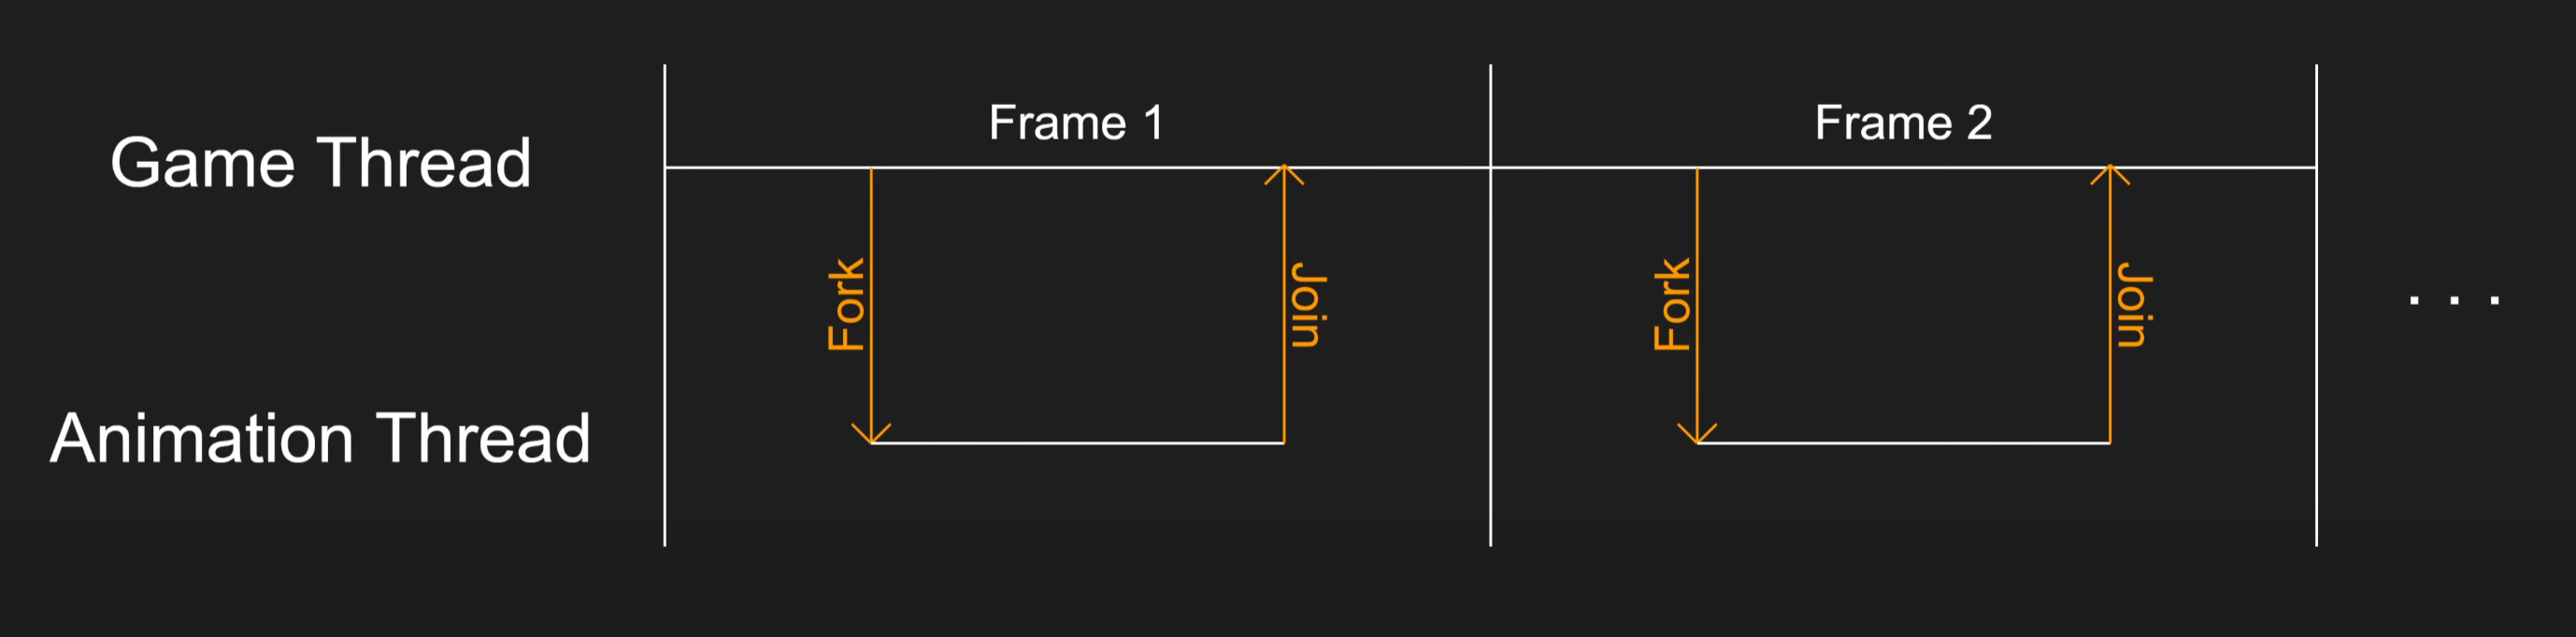 Frame 1
Frame 2
Game Thread
Fork
Join
Fork
Join
. . .
Animation Thread